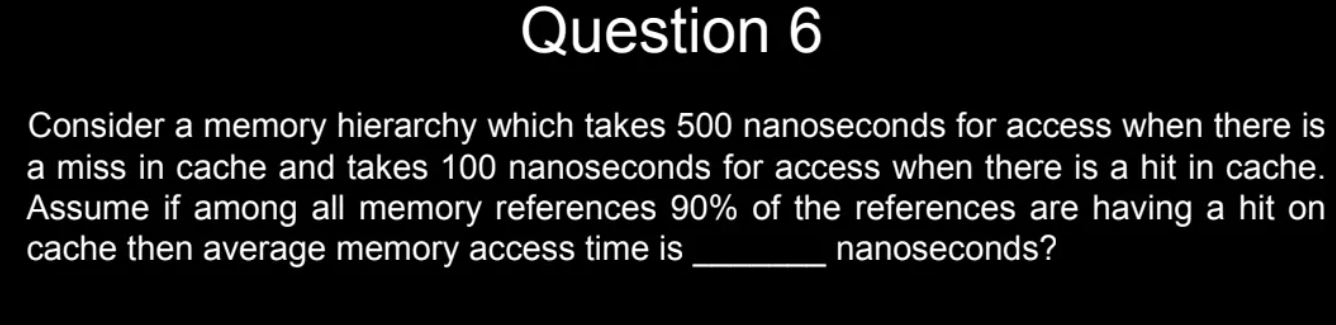 Question 6
Consider a memory hierarchy which takes 500 nanoseconds for access when there is
a miss in cache and takes 100 nanoseconds for access when there is a hit in cache.
Assume if among all memory references 90% of the references are having a hit on
cache then average memory access time is _______ nanoseconds?